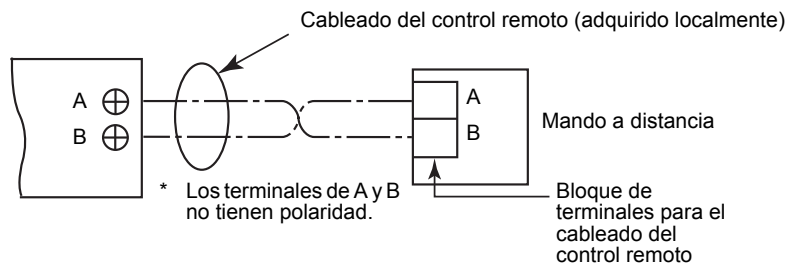 Cableado del control remoto (adquirido localmente)
A
B
A
B
Mando a distancia
* Los terminales de A y B
no tienen polaridad.
Bloque de
terminales para el
cableado del
control remoto